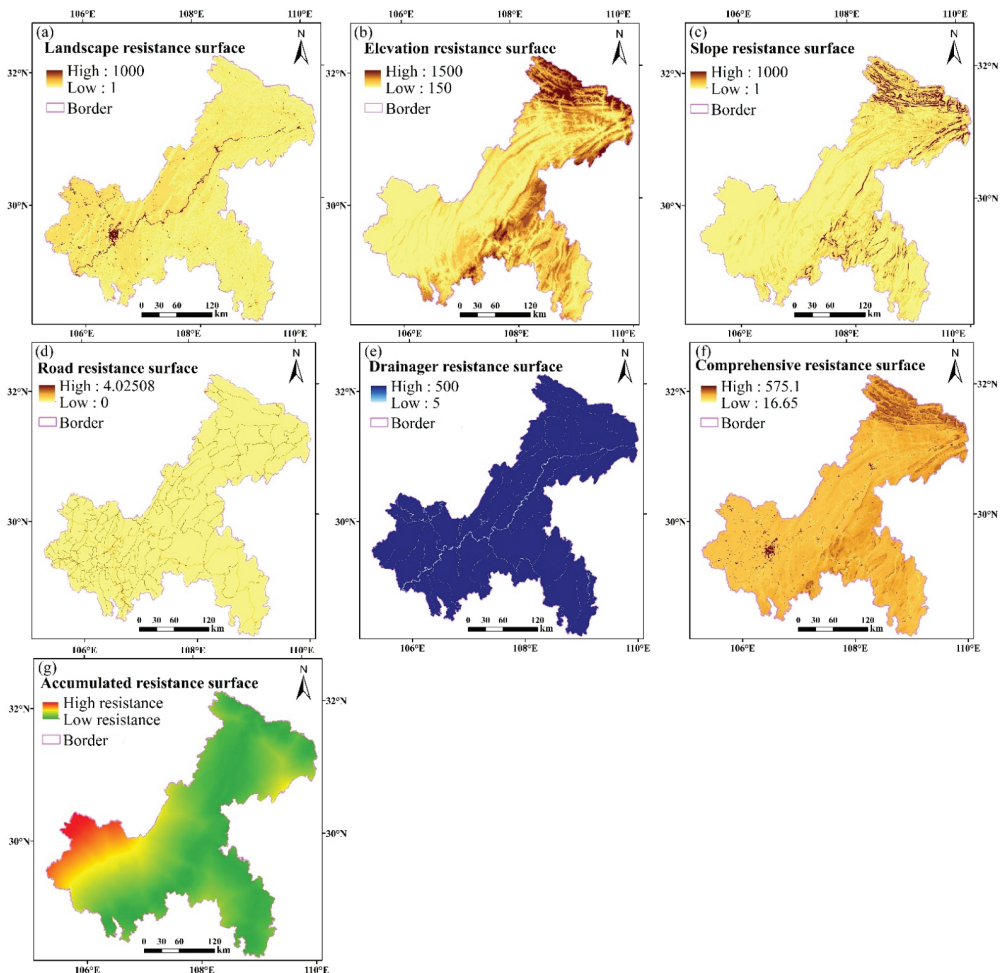 106°E 108°E 110°E 106°E 108°E 110°E 106°E 108°E 110°E
(a) N
Landscape resistance surface
32°N
High : 1000
Low : 1
Border
30°N
0 30 60 120
km
(b) N
Elevation resistance surface
High : 1500
Low : 150
Border
0 30 60 120
km
(c) N
Slope resistance surface
32°N
High : 1000
Low : 1
Border
30°N
0 30 60 120
km
106°E 108°E 110°E 106°E 108°E 110°E 106°E 108°E 110°E
(d) N
Road resistance surface
32°N
High : 4.02508
Low : 0
Border
30°N
0 30 60 120
km
106°E 108°E 110°E
(e) N
Drainager resistance surface
High : 500
Low : 5
Border
0 30 60 120
km
106°E 108°E 110°E
(f) N
Comprehensive resistance surface
32°N
High : 575.1
Low : 16.65
Border
30°N
0 30 60 120
km
106°E 108°E 110°E
(g) N
Accumulated resistance surface
32°N
High resistance
Low resistance
Border
30°N
0 30 60 120
km
106°E 108°E 110°E